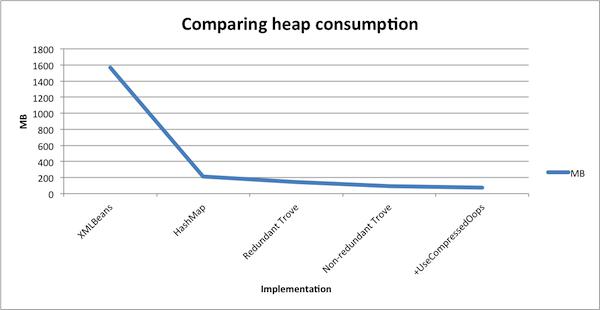 Comparing heap consumption
1800
1600
1400
1200
1000
800
600
400
200
0
MB
XMLBeans
HashMap
Redundant Trove
Non-redundant Trove
+UseCompressedOops
Implementation
MB